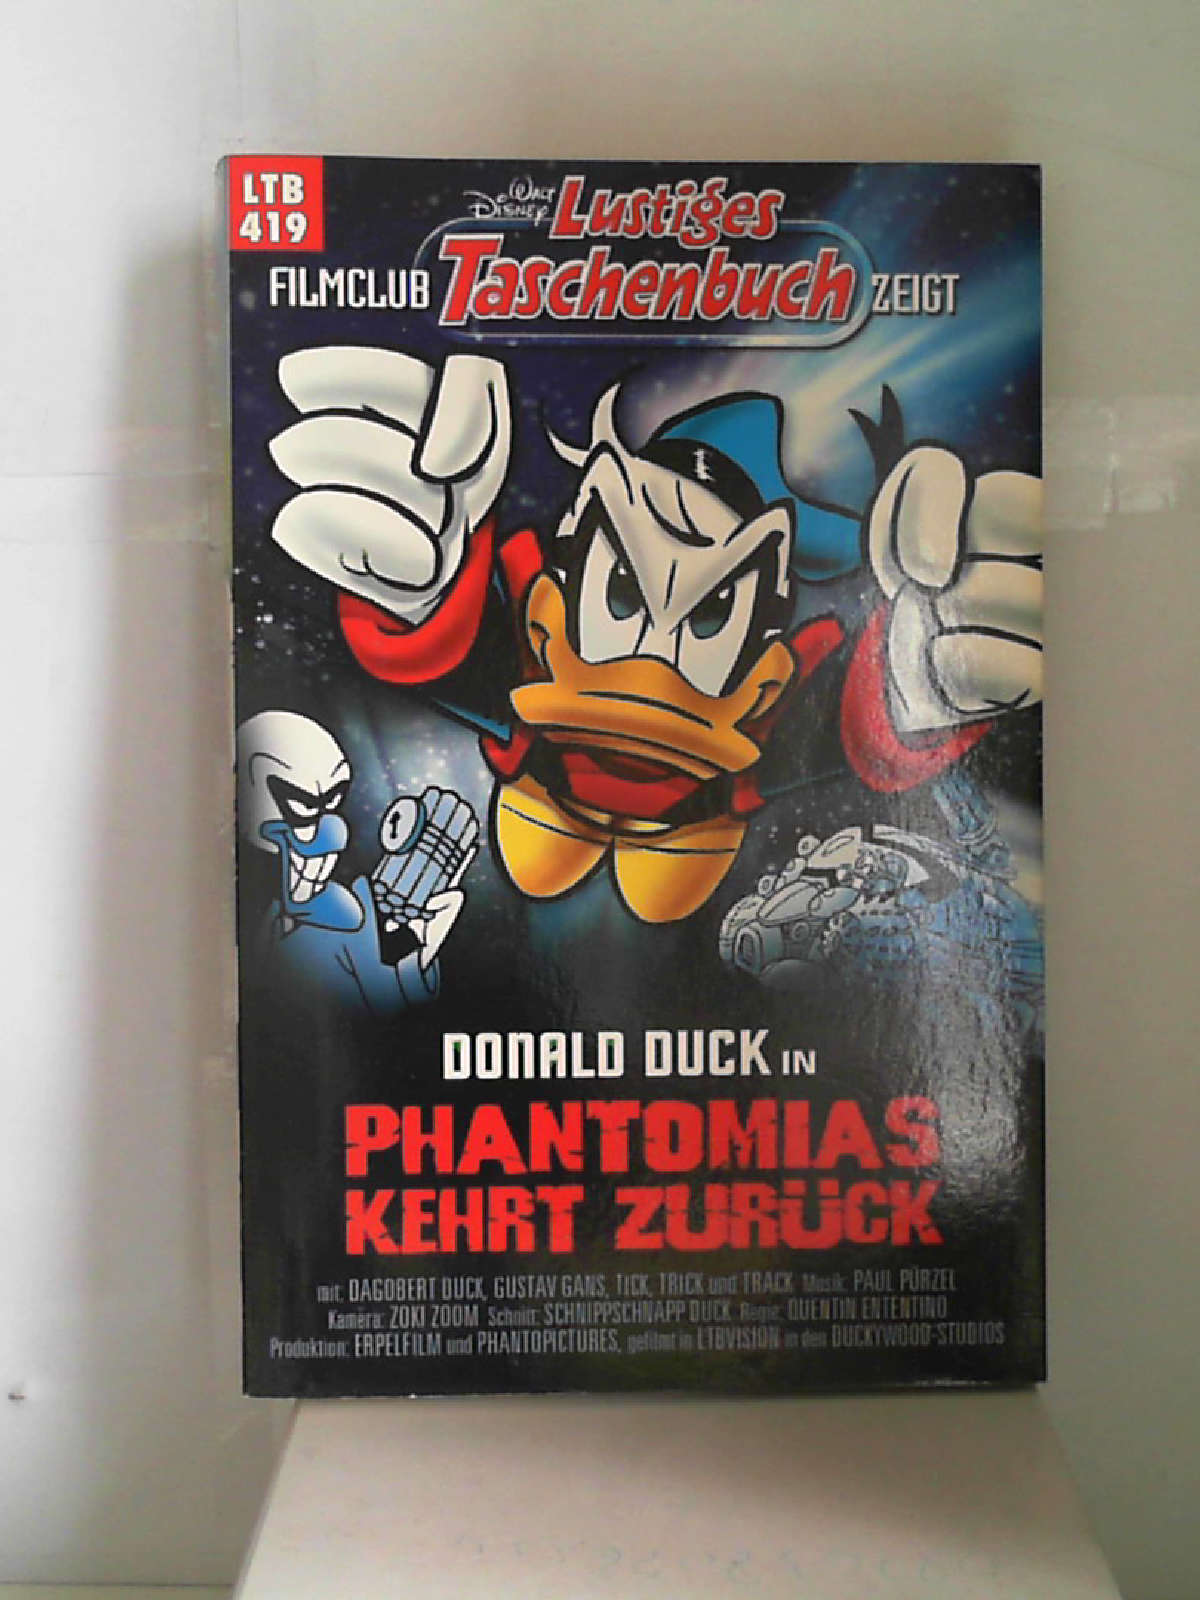 LTB
419
WALT
DISNEY
Lustiges
FILMCLUB Taschenbuch ZEIGT
DONALD DUCK IN
PHANTOMIAS
KEHRT ZURÜCK
mit: DAGOBERT DUCK, GUSTAV GANS, TICK, TRICK und TRACK Musik: PAUL PÜRZEL
Kamera: ZOKI ZOOM Schnitt: SCHNIPPSCHNAPP DUCK Regie: QUENTIN ENTENTINO
Produktion: ERPELFILM und PHANTOPICTURES, gefilmt in LTBVISION in den DUCKYWOOD-STUDIOS